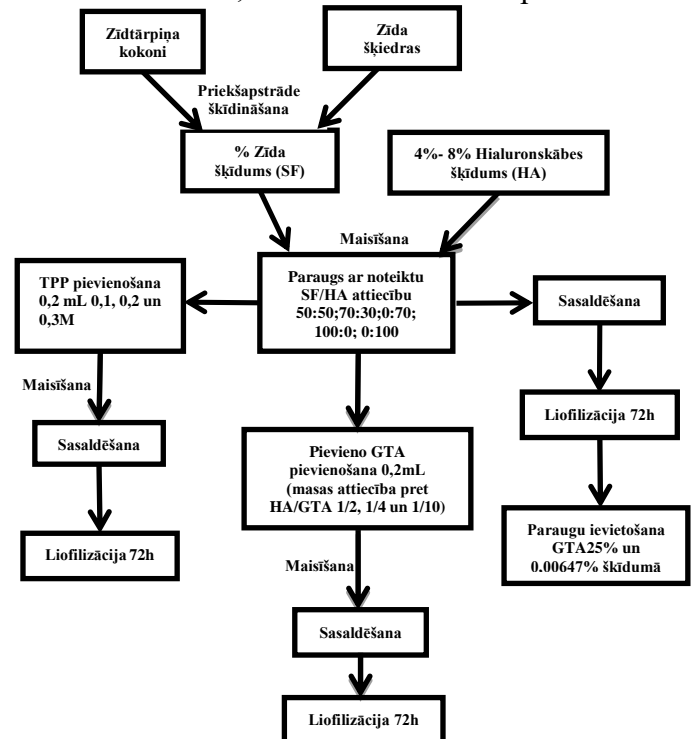 Zīdtārpiņa
kokoni
Zīda
šķiedras
Priekšapstrāde
šķīdināšana
% Zīda
šķīdums (SF)
4%- 8% Hialuronskābes
šķīdums (HA)
Maisīšana
TPP pievienošana
0,2 mL 0,1, 0,2 un
0,3M
Paraugs ar noteiktu
SF/HA attiecību
50:50;70:30;0:70;
100:0; 0:100
Sasaldēšana
Maisīšana
Liofilizācija 72h
Sasaldēšana
Pievieno GTA
pievienošana 0,2mL
(masas attiecība pret
HA/GTA 1/2, 1/4 un 1/10)
Paraugu ievietošana
GTA25% un
0.00647% šķīdumā
Liofilizācija 72h
Maisīšana
Sasaldēšana
Liofilizācija 72h